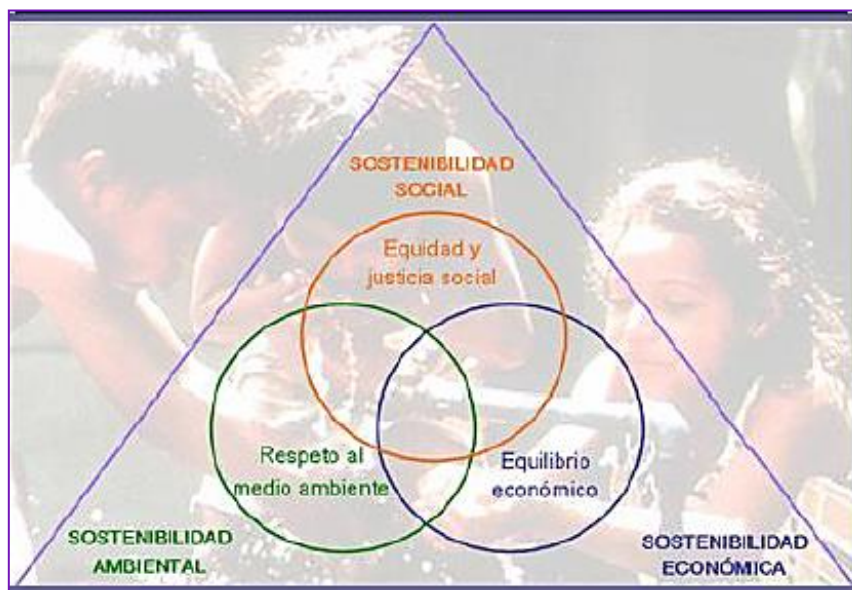 SOSTENIBILIDAD
SOCIAL
Equidad y
justicia social
Respeto al
medio ambiente
Equilibrio
económico
SOSTENIBILIDAD
AMBIENTAL
SOSTENIBILIDAD
ECONÓMICA